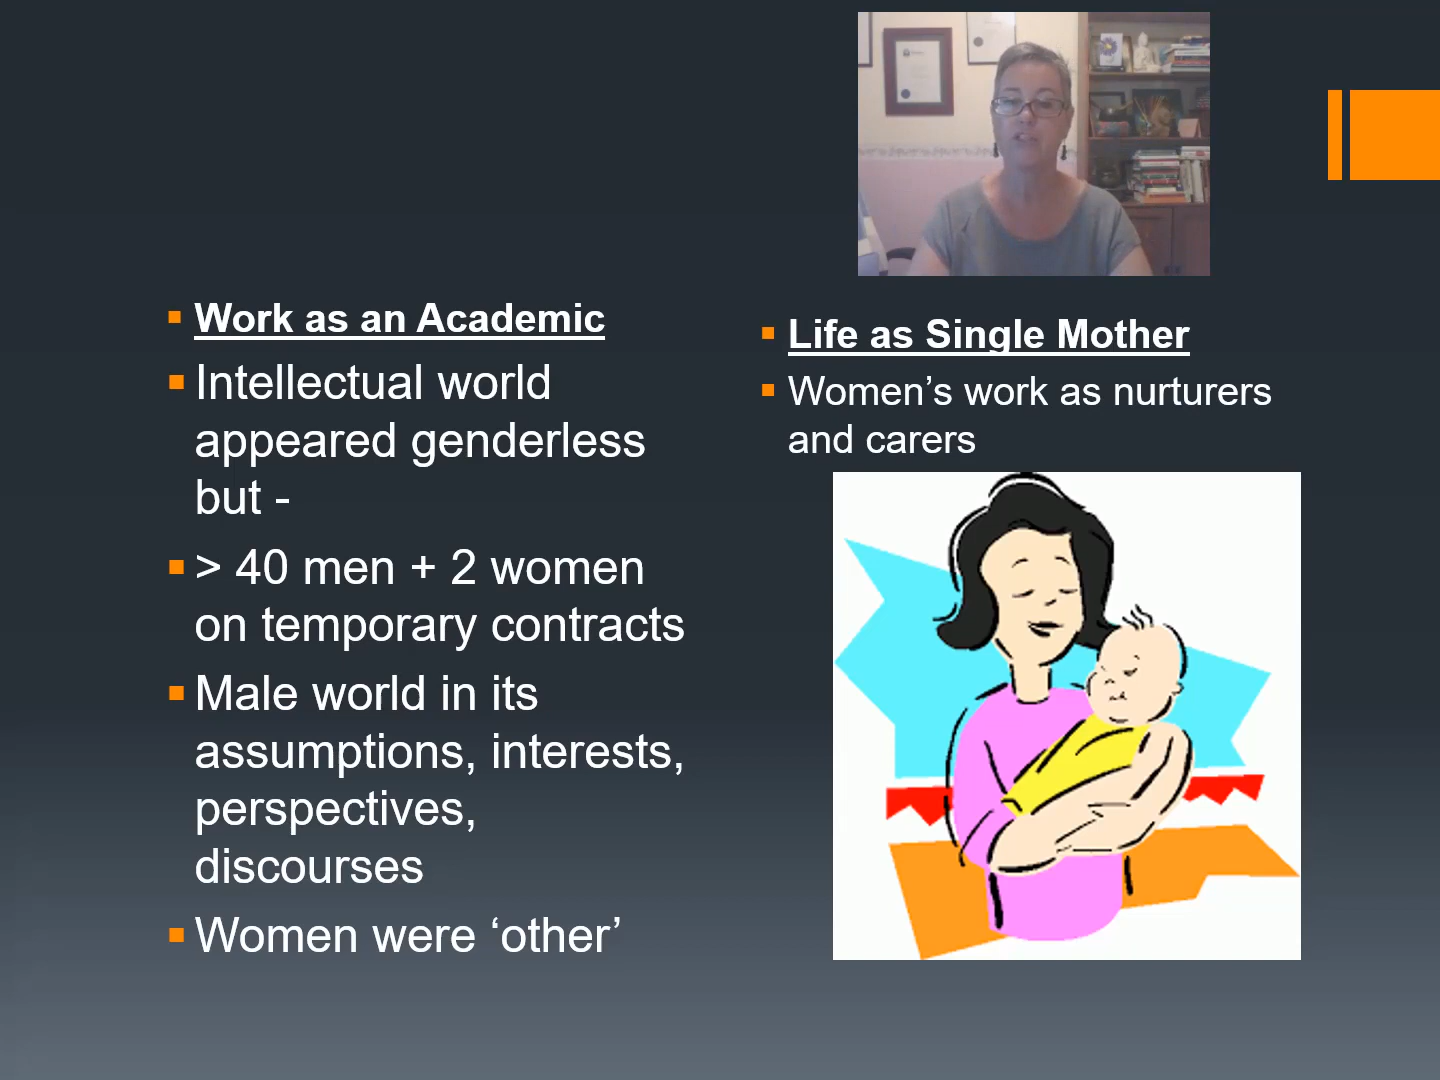 Work as an Academic
Intellectual world
appeared genderless
but -
> 40 men + 2 women
on temporary contracts
Male world in its
assumptions, interests,
perspectives,
discourses
Women were ‘other’
Life as Single Mother
Women’s work as nurturers
and carers